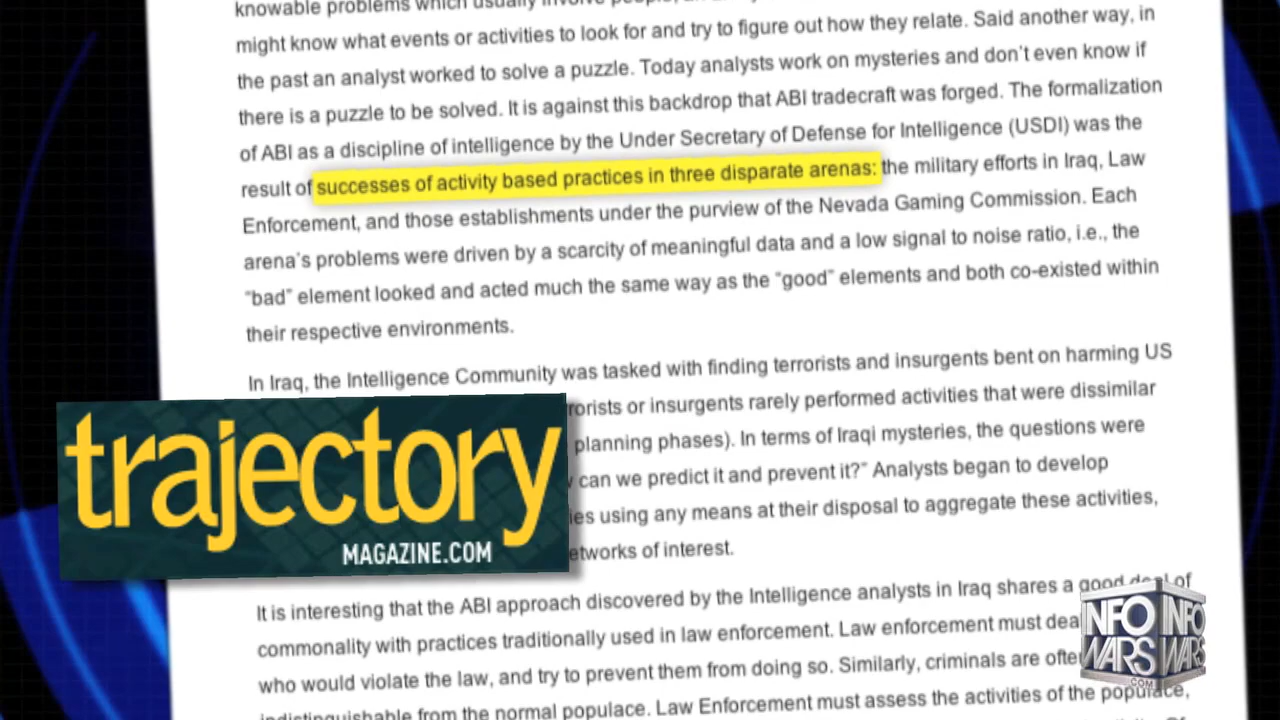 knowable problems which usually involve people,
might know what events or activities to look for and try to figure out how they relate. Said another way, in
the past an analyst worked to solve a puzzle. Today analysts work on mysteries and don't even know if
there is a puzzle to be solved. It is against this backdrop that ABI tradecraft was forged. The formalization
of ABI as a discipline of intelligence by the Under Secretary of Defense for Intelligence (USDI) was the
result of successes of activity based practices in three disparate arenas: the military efforts in Iraq, Law
Enforcement, and those establishments under the purview of the Nevada Gaming Commission. Each
arena's problems were driven by a scarcity of meaningful data and a low signal to noise ratio, i.e., the
"bad" element looked and acted much the same way as the "good" elements and both co-existed within
their respective environments.
In Iraq, the Intelligence Community was tasked with finding terrorists and insurgents bent on harming US
rorists or insurgents rarely performed activities that were dissimilar
planning phases). In terms of Iraqi mysteries, the questions were
can we predict it and prevent it?" Analysts began to develop
ies using any means at their disposal to aggregate these activities,
etworks of interest.
trajectory
MAGAZINE.COM
It is interesting that the ABI approach discovered by the Intelligence analysts in Iraq shares a good deal of
commonality with practices traditionally used in law enforcement. Law enforcement must dea
who would violate the law, and try to prevent them from doing so. Similarly, criminals are ofte
indistinguishable from the normal populace. Law Enforcement must assess the activities of the populace,
INFO WARS
INFO WARS
.COM